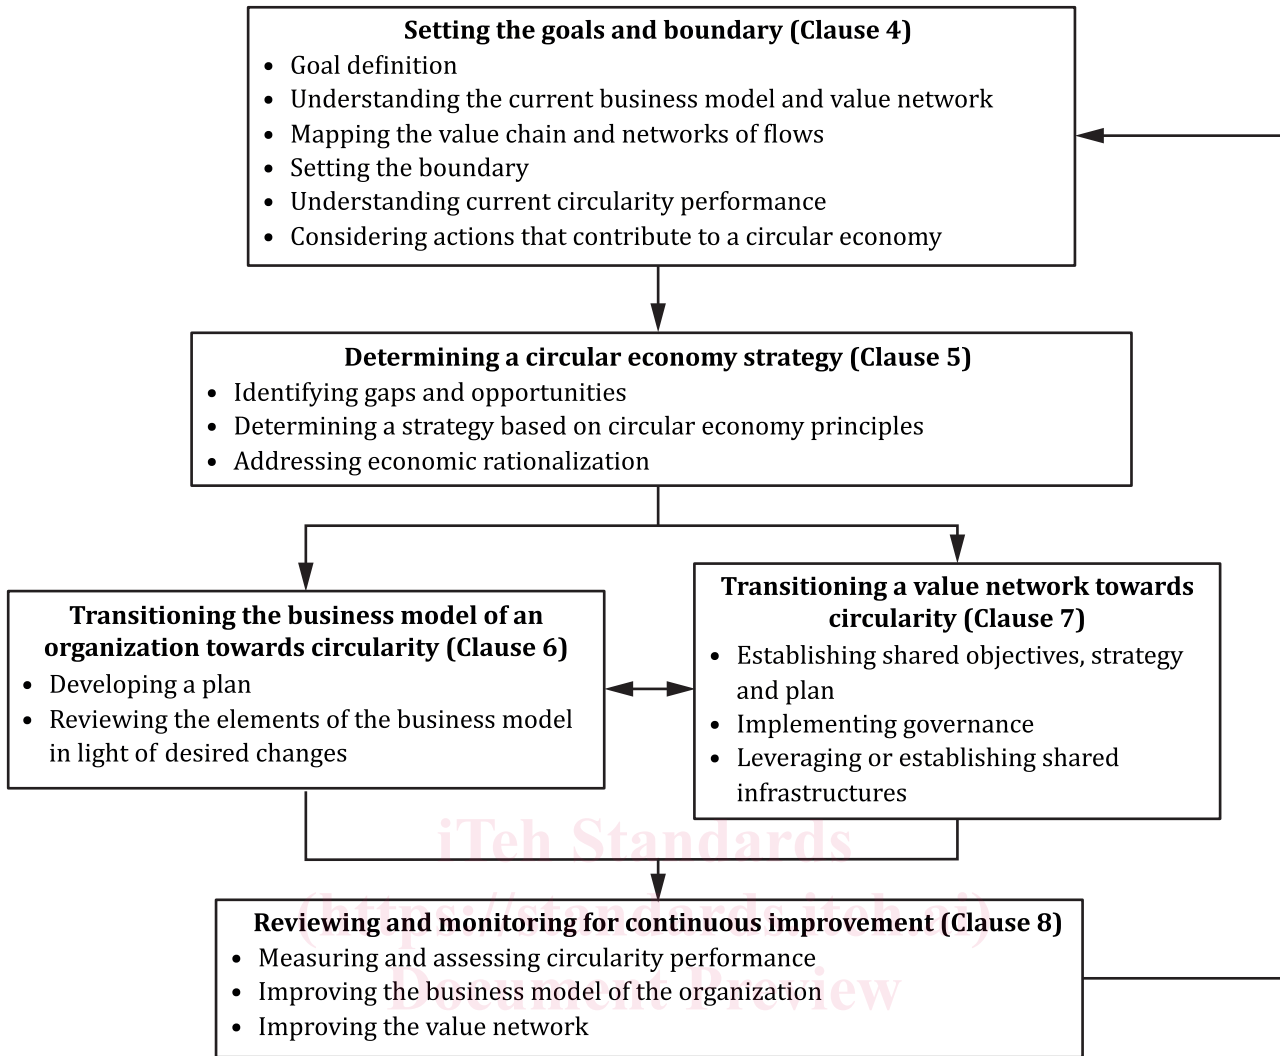 Setting the goals and boundary (Clause 4)
• Goal definition
• Understanding the current business model and value network
• Mapping the value chain and networks of flows
• Setting the boundary
• Understanding current circularity performance
• Considering actions that contribute to a circular economy
Determining a circular economy strategy (Clause 5)
• Identifying gaps and opportunities
• Determining a strategy based on circular economy principles
• Addressing economic rationalization
Transitioning the business model of an
organization towards circularity (Clause 6)
• Developing a plan
• Reviewing the elements of the business model
in light of desired changes
Transitioning a value network towards
circularity (Clause 7)
• Establishing shared objectives, strategy
and plan
• Implementing governance
• Leveraging or establishing shared
infrastructures
iTeh Standards
(https://standards.iteh.ai)
Document Preview
Reviewing and monitoring for continuous improvement (Clause 8)
• Measuring and assessing circularity performance
• Improving the business model of the organization
• Improving the value network